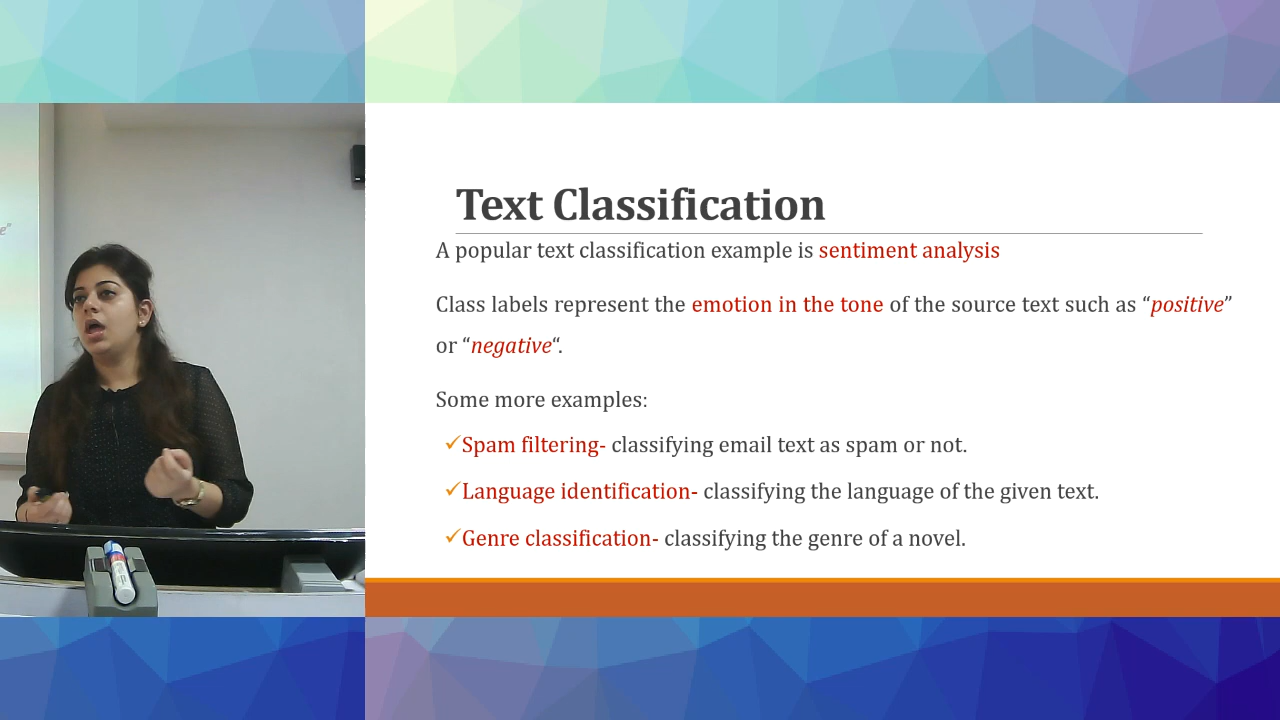 Text Classification
A popular text classification example is sentiment analysis
Class labels represent the emotion in the tone of the source text such as “positive”
or “negative“.
Some more examples:
✓Spam filtering- classifying email text as spam or not.
✓Language identification- classifying the language of the given text.
✓Genre classification- classifying the genre of a novel.